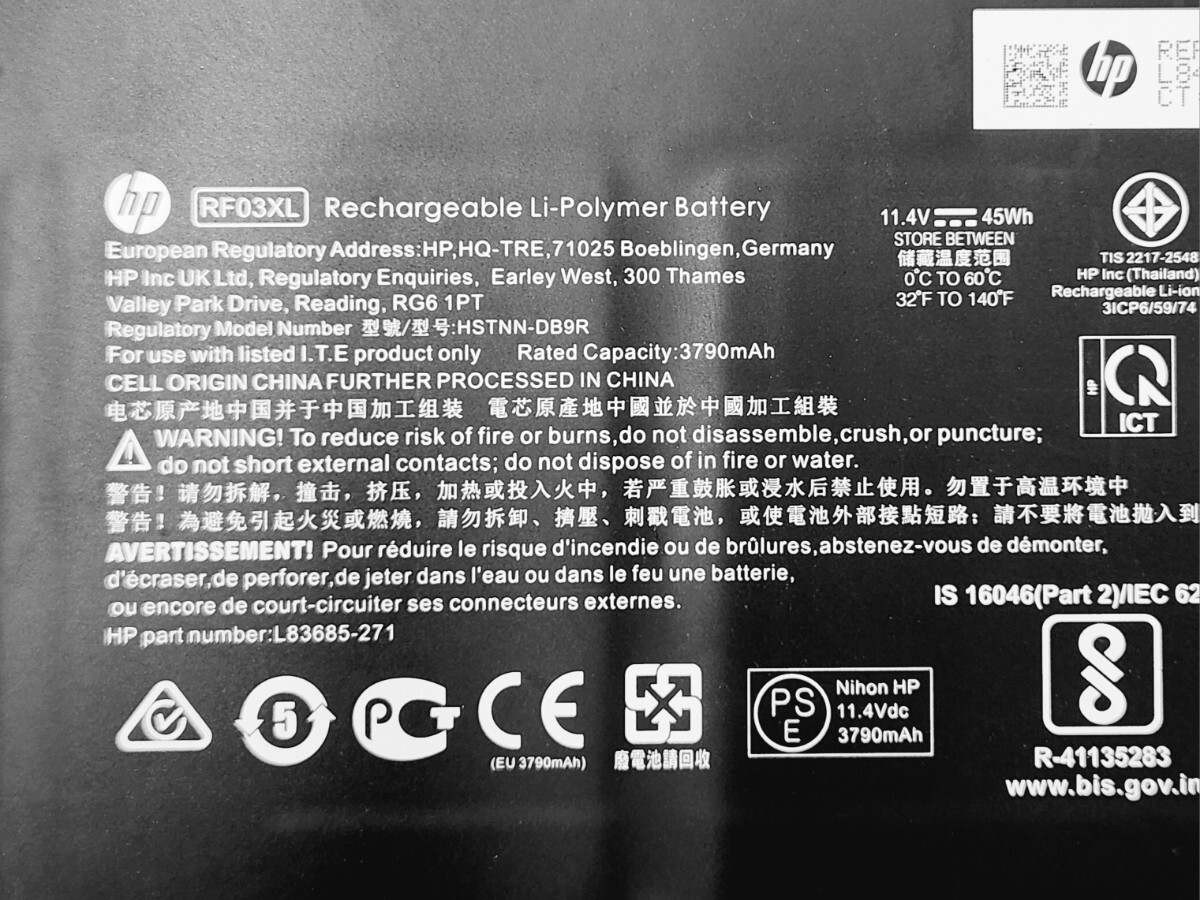 hp
hp RF03XL Rechargeable Li-Polymer Battery
European Regulatory Address:HP,HQ-TRE,71025 Boeblingen,Germany
HP Inc UK Ltd, Regulatory Enquiries, Earley West, 300 Thames
Valley Park Drive, Reading, RG6 1PT
Regulatory Model Number 型號/型号:HSTNN-DB9R
For use with listed I.T.E product only Rated Capacity:3790mAh
CELL ORIGIN CHINA FURTHER PROCESSED IN CHINA
电芯原产地中国并于中国加工组装 電芯原產地中國並於中國加工組裝
WARNING! To reduce risk of fire or burns,do not disassemble,crush,or puncture;
do not short external contacts; do not dispose of in fire or water.
警告！请勿拆解，撞击，挤压，加热或投入火中，若严重鼓胀或浸水后禁止使用。勿置于高温环境中
警告！為避免引起火災或燃燒，請勿拆卸、擠壓、刺戳電池，或使電池外部接點短路；請不要將電池拋入到
AVERTISSEMENT! Pour réduire le risque d'incendie ou de brûlures,abstenez-vous de démonter,
d'écraser,de perforer,de jeter dans l'eau ou dans le feu une batterie,
ou encore de court-circuiter ses connecteurs externes.
HP part number:L83685-271
11.4V 45Wh
STORE BETWEEN
储藏温度范围
0°C TO 60°C
32°F TO 140°F
TIS 2217-2548
HP Inc (Thailand)
Rechargeable Li-ion
3ICP6/59/74
HP
ICT
IS 16046(Part 2)/IEC 62
R-41135283
www.bis.gov.in
5
CE
(EU 3790mAh)
廢電池請回收
PS
E
Nihon HP
11.4Vdc
3790mAh